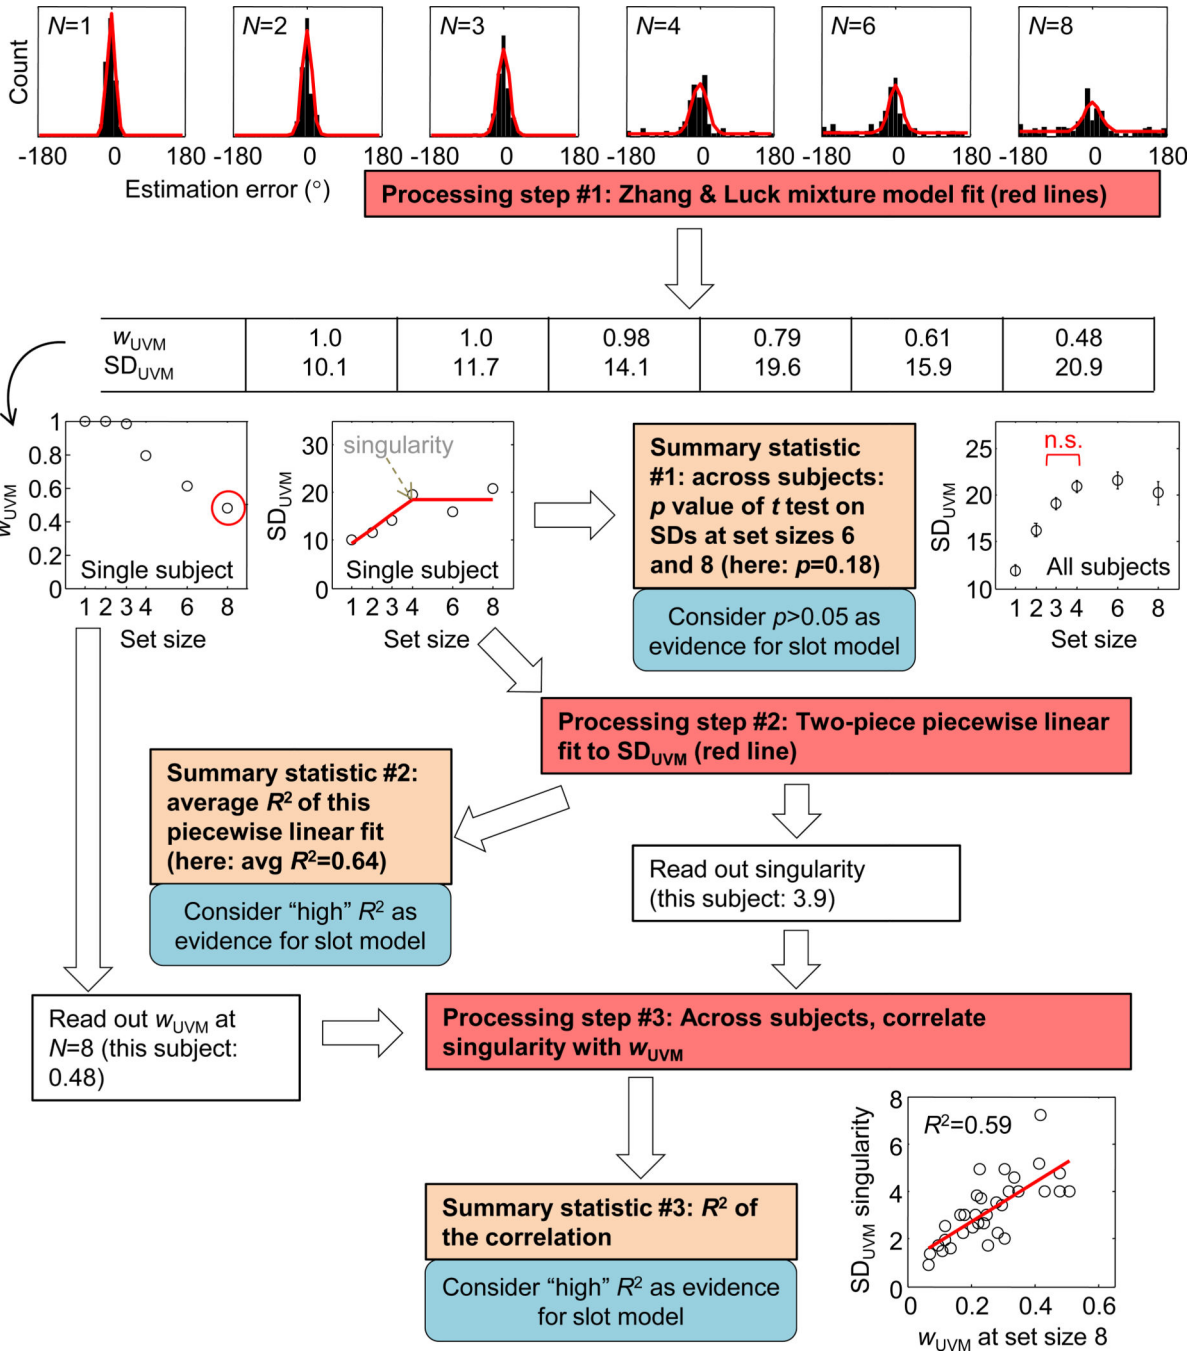 N=1
N=2
N=3
N=4
N=6
N=8
Count
-180 0 180
-180 0 180
-180 0 180
-180 0 180
-180 0 180
-180 0 180
Estimation error (°)
Processing step #1: Zhang & Luck mixture model fit (red lines)
wUVM 1.0 1.0 0.98 0.79 0.61 0.48
SDUVM 10.1 11.7 14.1 19.6 15.9 20.9
1
0.8
0.6
0.4
0.2
0
wUVM
Single subject
1 2 3 4 6 8
Set size
30
20
10
0
SDUVM
singularity
Single subject
1 2 3 4 6 8
Set size
Summary statistic
#1: across subjects:
p value of t test on
SDs at set sizes 6
and 8 (here: p=0.18)
Consider p>0.05 as
evidence for slot model
n.s.
25
20
15
10
SDUVM
All subjects
1 2 3 4 6 8
Set size
Processing step #2: Two-piece piecewise linear
fit to SDUVM (red line)
Summary statistic #2:
average R² of this
piecewise linear fit
(here: avg R²=0.64)
Consider “high” R² as
evidence for slot model
Read out singularity
(this subject: 3.9)
Read out wUVM at
N=8 (this subject:
0.48)
Processing step #3: Across subjects, correlate
singularity with wUVM
Summary statistic #3: R² of
the correlation
Consider “high” R² as evidence
for slot model
R²=0.59
8
6
4
2
0
SDUVM singularity
0 0.2 0.4 0.6
wUVM at set size 8